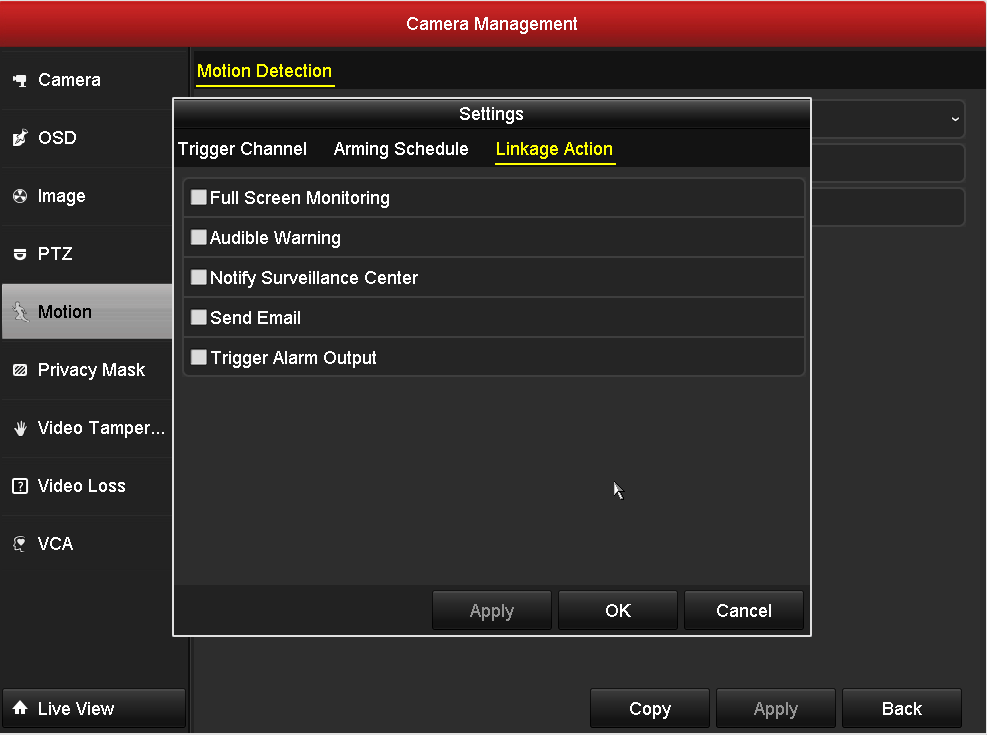 Camera Management
Camera
OSD
Image
PTZ
Motion
Privacy Mask
Video Tamper...
Video Loss
VCA
Live View
Motion Detection
Settings
Trigger Channel Arming Schedule Linkage Action
Full Screen Monitoring
Audible Warning
Notify Surveillance Center
Send Email
Trigger Alarm Output
Apply OK Cancel
Copy Apply Back